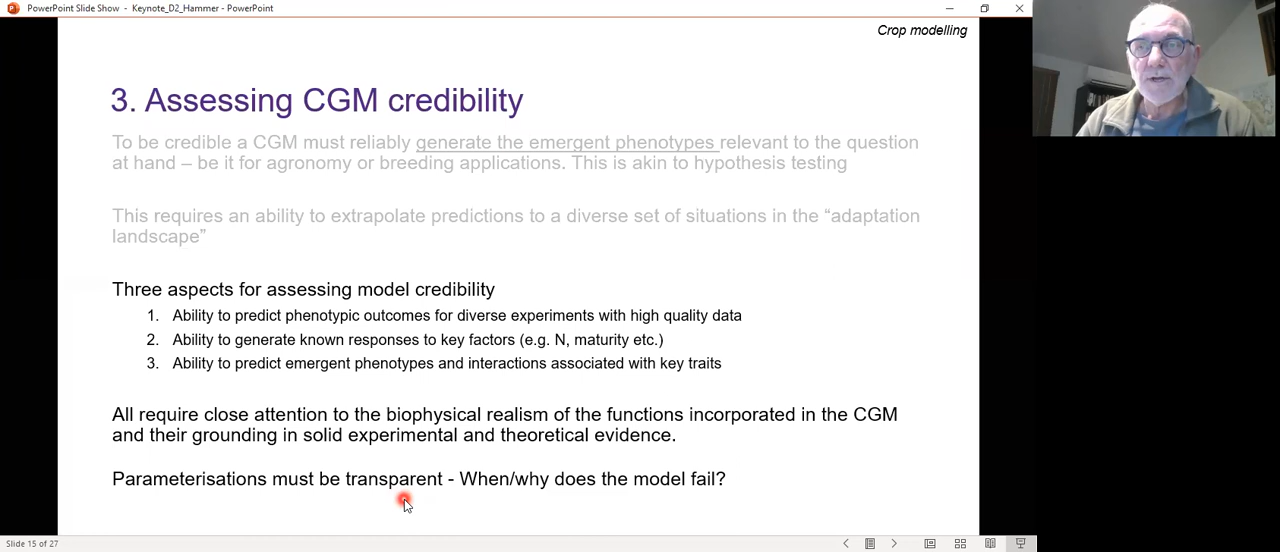 PowerPoint Slide Show - Keynote_D2_Hammer - PowerPoint
Crop modelling
3. Assessing CGM credibility
To be credible a CGM must reliably generate the emergent phenotypes relevant to the question
at hand – be it for agronomy or breeding applications. This is akin to hypothesis testing
This requires an ability to extrapolate predictions to a diverse set of situations in the “adaptation
landscape”
Three aspects for assessing model credibility
1. Ability to predict phenotypic outcomes for diverse experiments with high quality data
2. Ability to generate known responses to key factors (e.g. N, maturity etc.)
3. Ability to predict emergent phenotypes and interactions associated with key traits
All require close attention to the biophysical realism of the functions incorporated in the CGM
and their grounding in solid experimental and theoretical evidence.
Parameterisations must be transparent - When/why does the model fail?
Slide 15 of 27